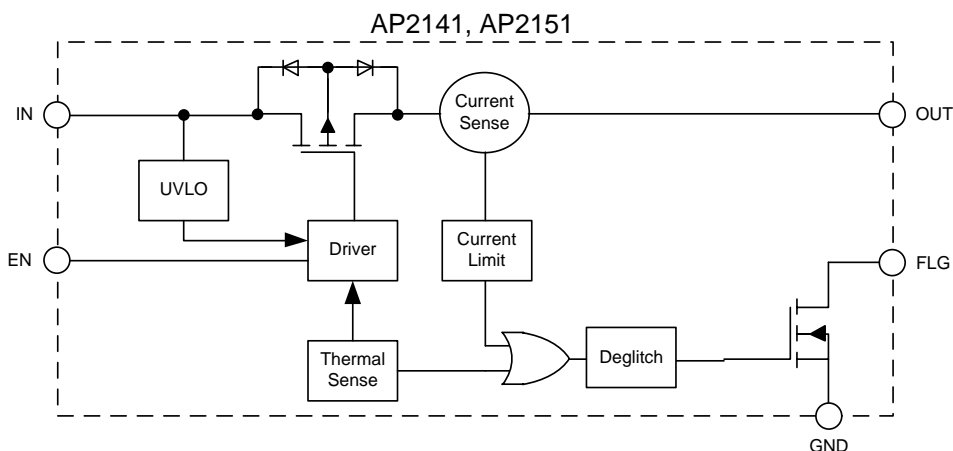 AP2141, AP2151
IN
Current
Sense
OUT
UVLO
EN
Driver
Current
Limit
FLG
Thermal
Sense
Deglitch
GND